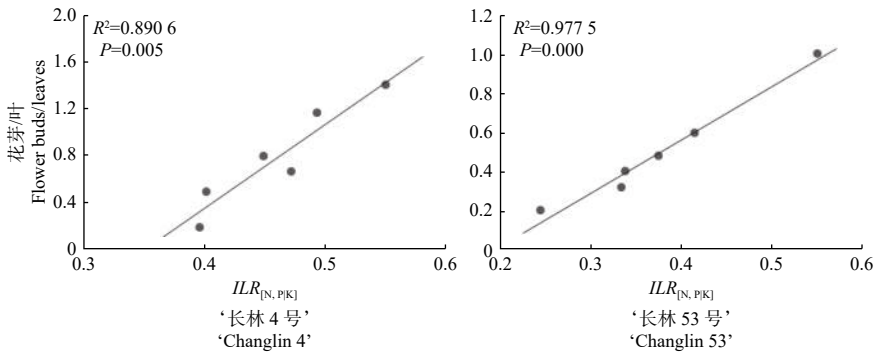 花芽/叶
Flower buds/leaves
R²=0.890 6
P=0.005
2.0
1.6
1.2
0.8
0.4
0
0.3
0.4
0.5
0.6
ILR[N, P|K]
‘长林 4 号’
‘Changlin 4’
R²=0.977 5
P=0.000
1.2
1.0
0.8
0.6
0.4
0.2
0
0.2
0.3
0.4
0.5
0.6
ILR[N, P|K]
‘长林 53 号’
‘Changlin 53’